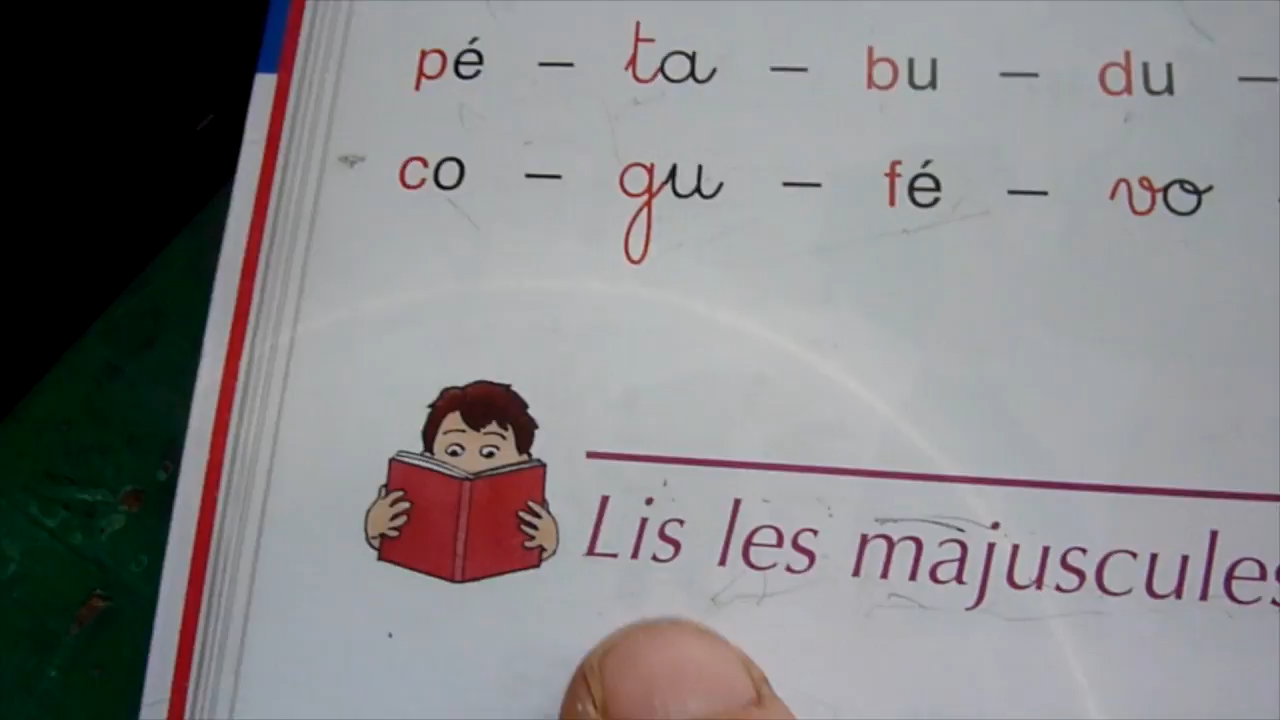 pé – ta – bu – du –
co – gu – fé – vo
Lis les majuscules